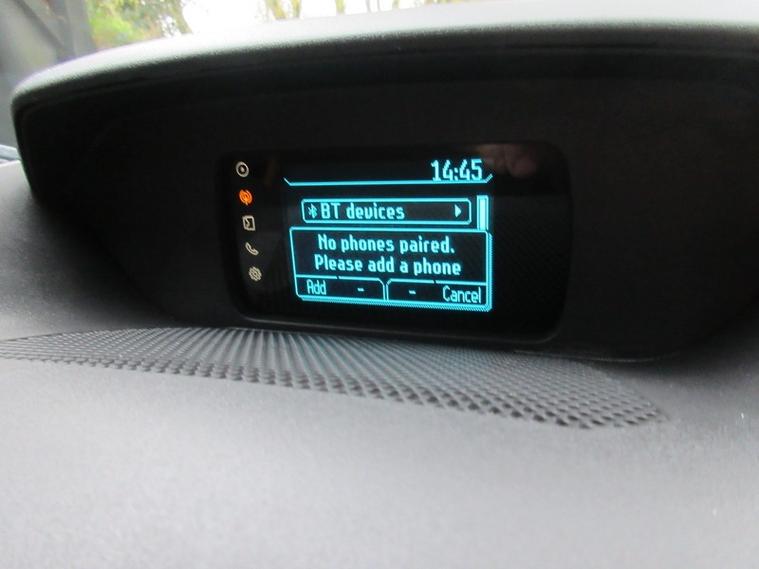 14:45
BT devices
No phones paired.
Please add a phone
Add - - Cancel